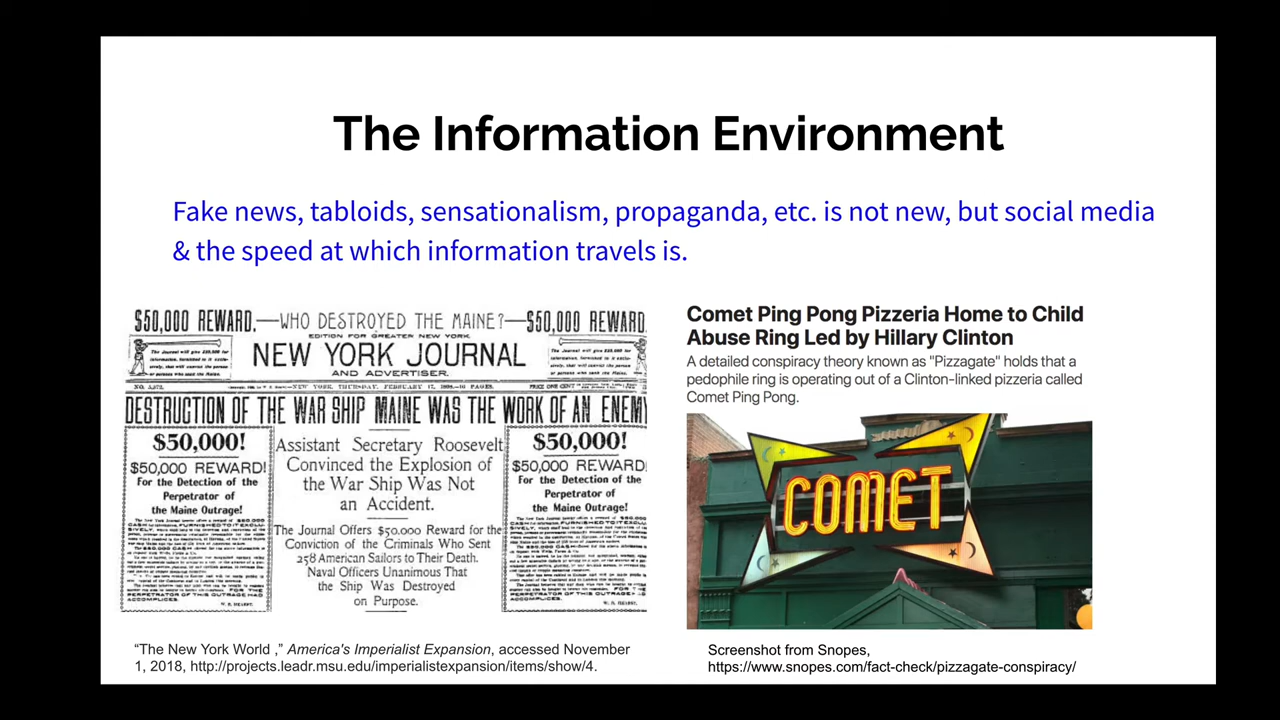 The Information Environment
Fake news, tabloids, sensationalism, propaganda, etc. is not new, but social media
& the speed at which information travels is.
$50,000 REWARD.—WHO DESTROYED THE MAINE?—$50,000 REWARD
EDITION FOR GREATER NEW YORK.
NEW YORK JOURNAL
AND ADVERTISER.
NEW YORK, THURSDAY, FEBRUARY 17, 1898.—16 PAGES.
DESTRUCTION OF THE WAR SHIP MAINE WAS THE WORK OF AN ENEMY
$50,000!
$50,000 REWARD!
For the Detection of the
Perpetrator of
the Maine Outrage!
Assistant Secretary Roosevelt
Convinced the Explosion of
the War Ship Was Not
an Accident.
The Journal Offers $50,000 Reward for the
Conviction of the Criminals Who Sent
258 American Sailors to Their Death.
Naval Officers Unanimous That
the Ship Was Destroyed
on Purpose.
$50,000!
$50,000 REWARD!
For the Detection of the
Perpetrator of
the Maine Outrage!
W. R. HEARST.
W. R. HEARST.
“The New York World ,” America's Imperialist Expansion, accessed November
1, 2018, http://projects.leadr.msu.edu/imperialistexpansion/items/show/4.
Comet Ping Pong Pizzeria Home to Child
Abuse Ring Led by Hillary Clinton
A detailed conspiracy theory known as "Pizzagate" holds that a
pedophile ring is operating out of a Clinton-linked pizzeria called
Comet Ping Pong.
COMET
Screenshot from Snopes,
https://www.snopes.com/fact-check/pizzagate-conspiracy/